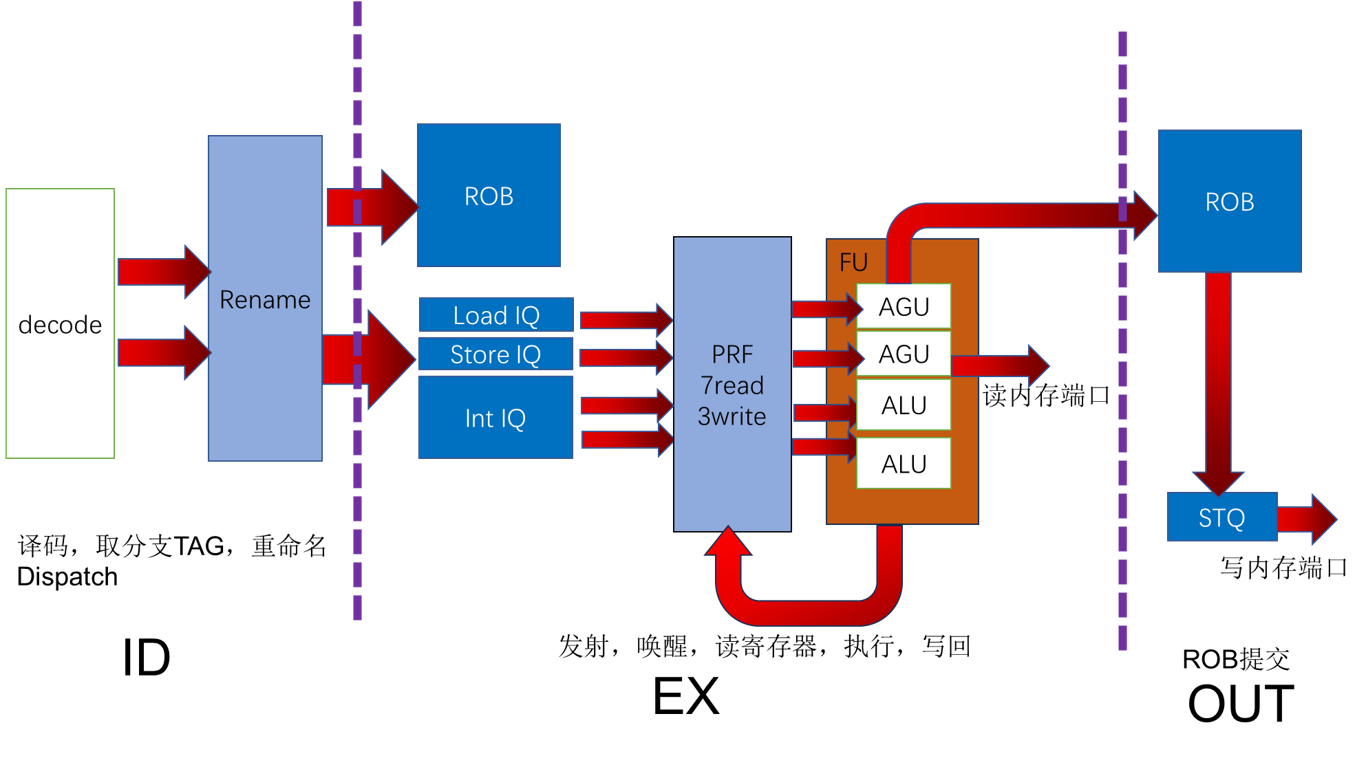 decode
Rename
译码，取分支TAG，重命名
Dispatch
ID
ROB
Load IQ
Store IQ
Int IQ
PRF
7read
3write
FU
AGU
AGU
ALU
ALU
读内存端口
发射，唤醒，读寄存器，执行，写回
EX
ROB
STQ
写内存端口
ROB提交
OUT